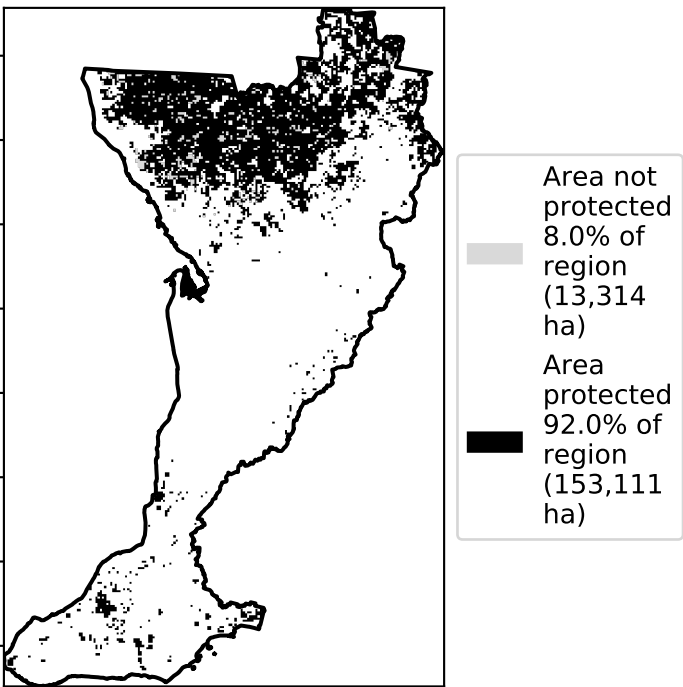 Area not
protected
8.0% of
region
(13,314
ha)
Area
protected
92.0% of
region
(153,111
ha)